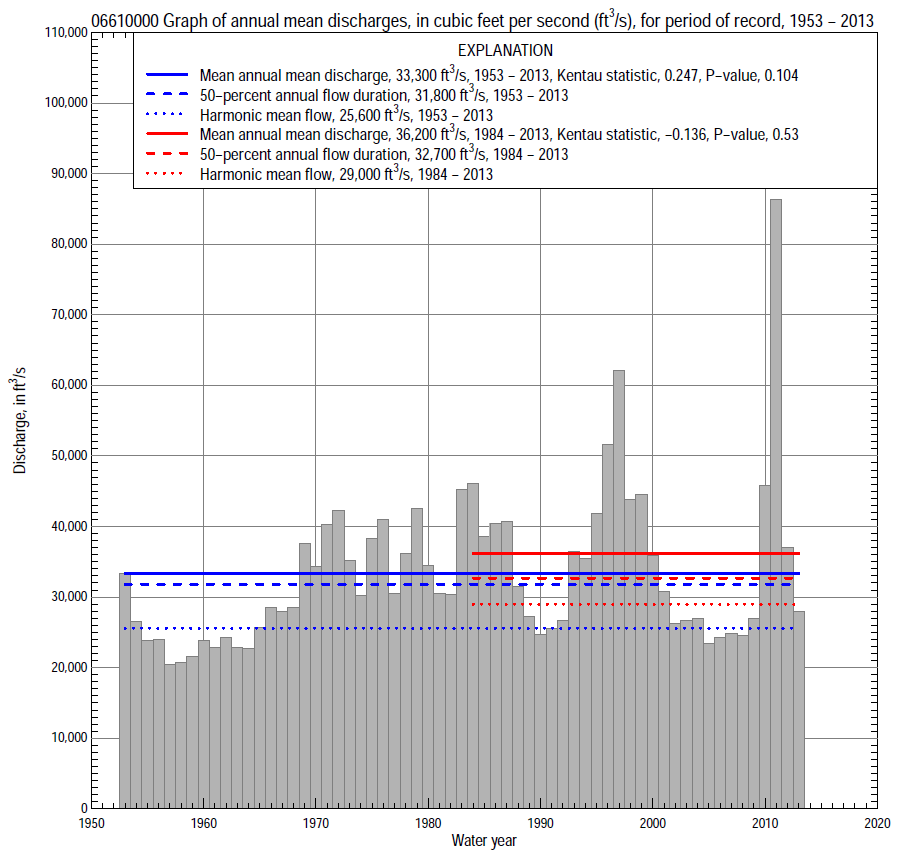 06610000 Graph of annual mean discharges, in cubic feet per second (ft³/s), for period of record, 1953 – 2013
EXPLANATION
Mean annual mean discharge, 33,300 ft³/s, 1953 – 2013, Kentau statistic, 0.247, P–value, 0.104
50–percent annual flow duration, 31,800 ft³/s, 1953 – 2013
Harmonic mean flow, 25,600 ft³/s, 1953 – 2013
Mean annual mean discharge, 36,200 ft³/s, 1984 – 2013, Kentau statistic, –0.136, P–value, 0.53
50–percent annual flow duration, 32,700 ft³/s, 1984 – 2013
Harmonic mean flow, 29,000 ft³/s, 1984 – 2013
110,000
100,000
90,000
80,000
70,000
60,000
50,000
40,000
30,000
20,000
10,000
0
Discharge, in ft³/s
1950 1960 1970 1980 1990 2000 2010 2020
Water year